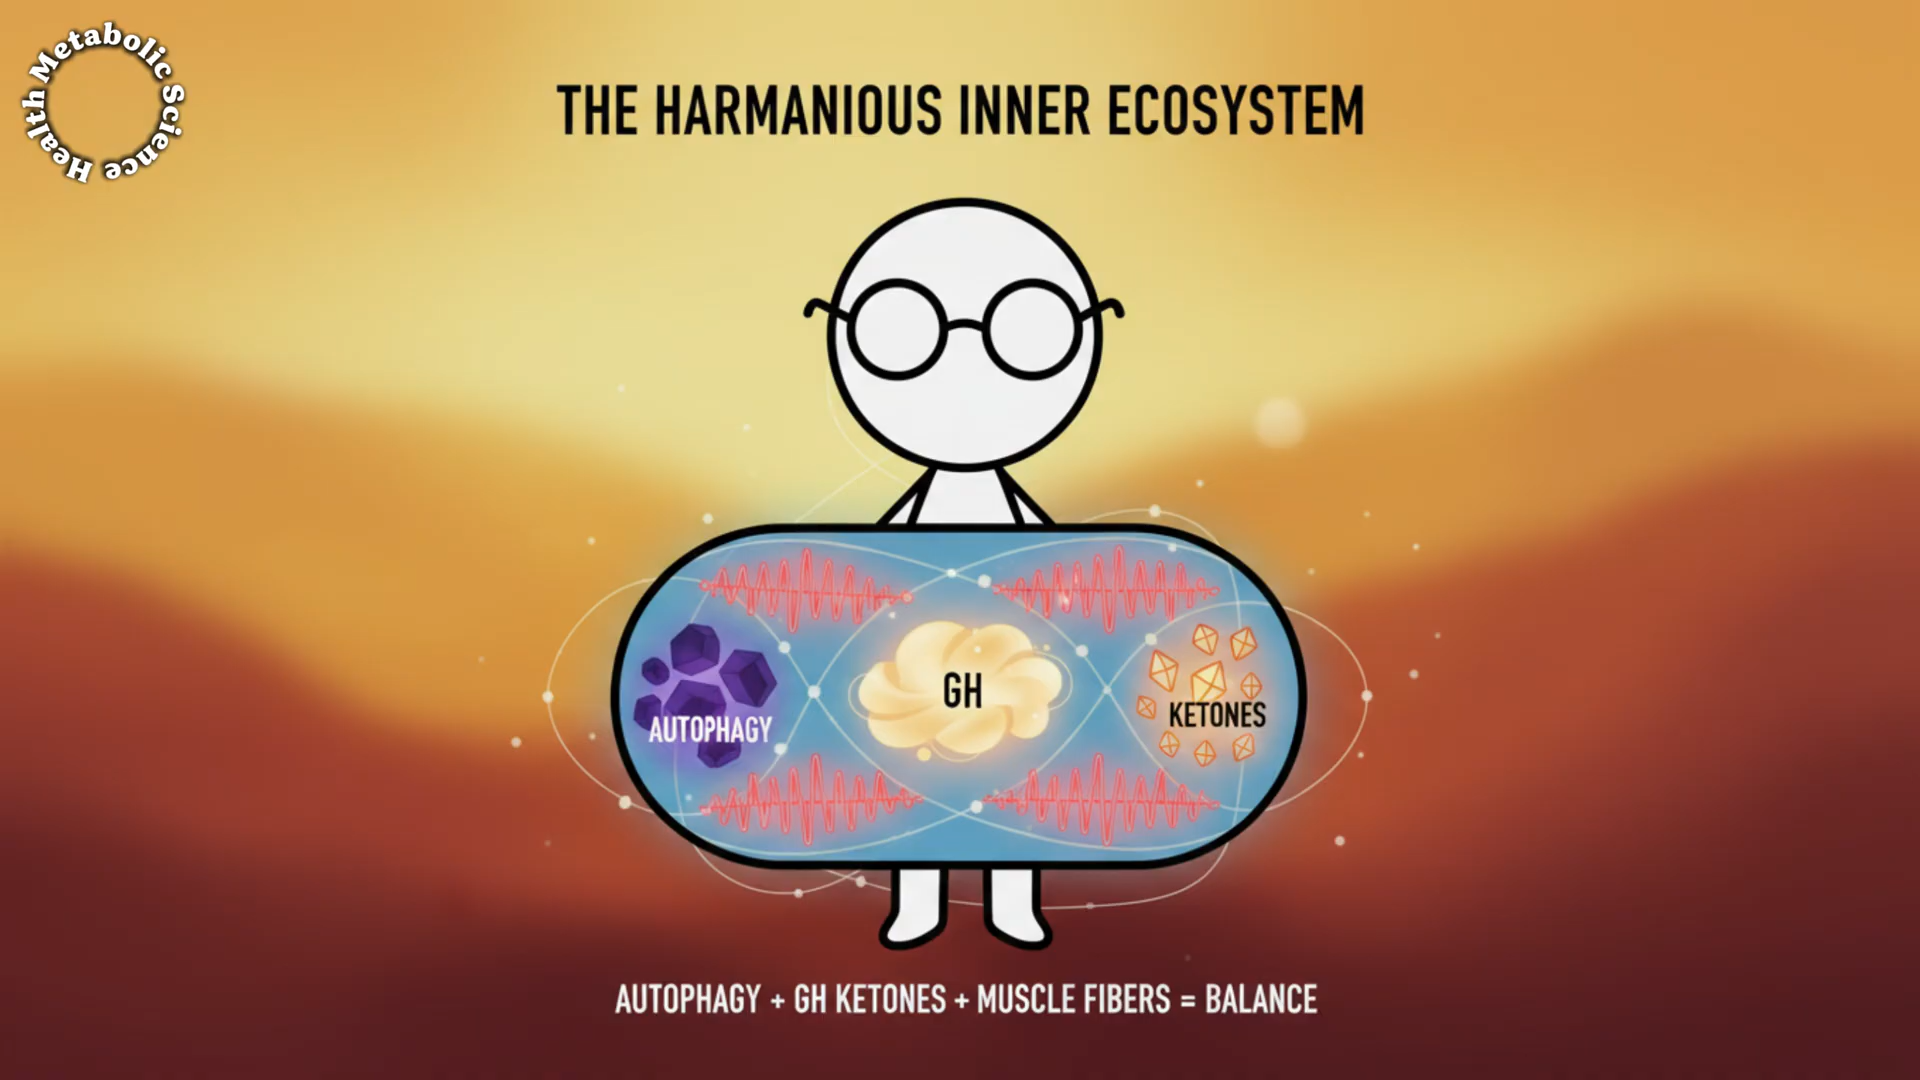 Metabolic Science Health
THE HARMANIOUS INNER ECOSYSTEM
GH
AUTOPHAGY
KETONES
AUTOPHAGY + GH KETONES + MUSCLE FIBERS = BALANCE